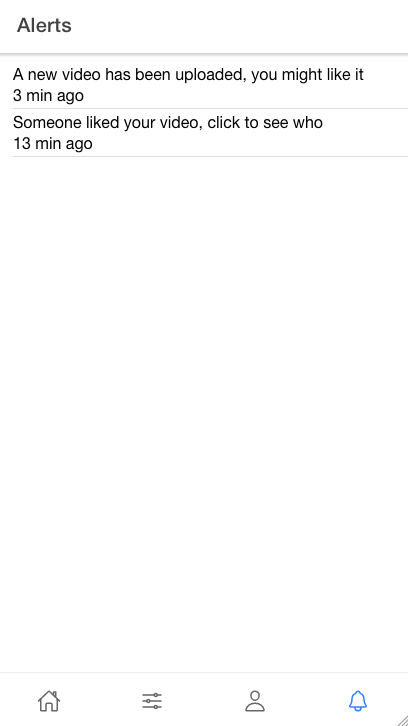 Alerts
A new video has been uploaded, you might like it
3 min ago
Someone liked your video, click to see who
13 min ago